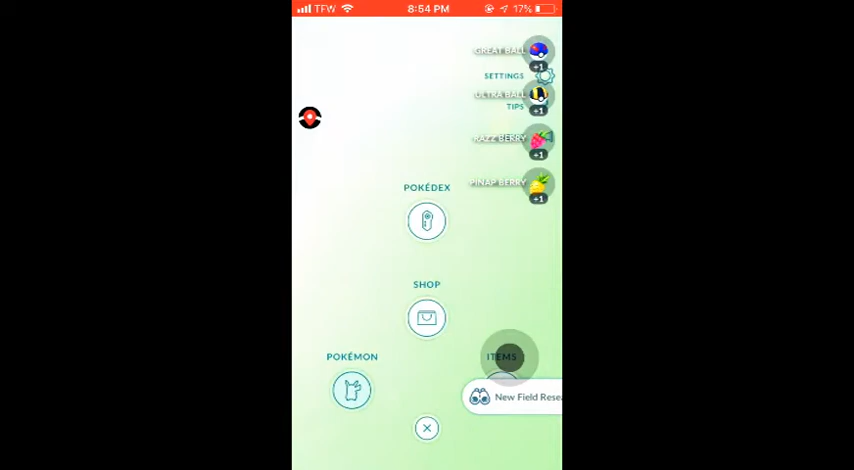 TFW 8:54 PM 17%
GREAT BALL
+1
SETTINGS
ULTRA BALL
TIPS
+1
RAZZ BERRY
+1
PINAP BERRY
+1
POKÉDEX
SHOP
POKÉMON
ITEMS
New Field Resea